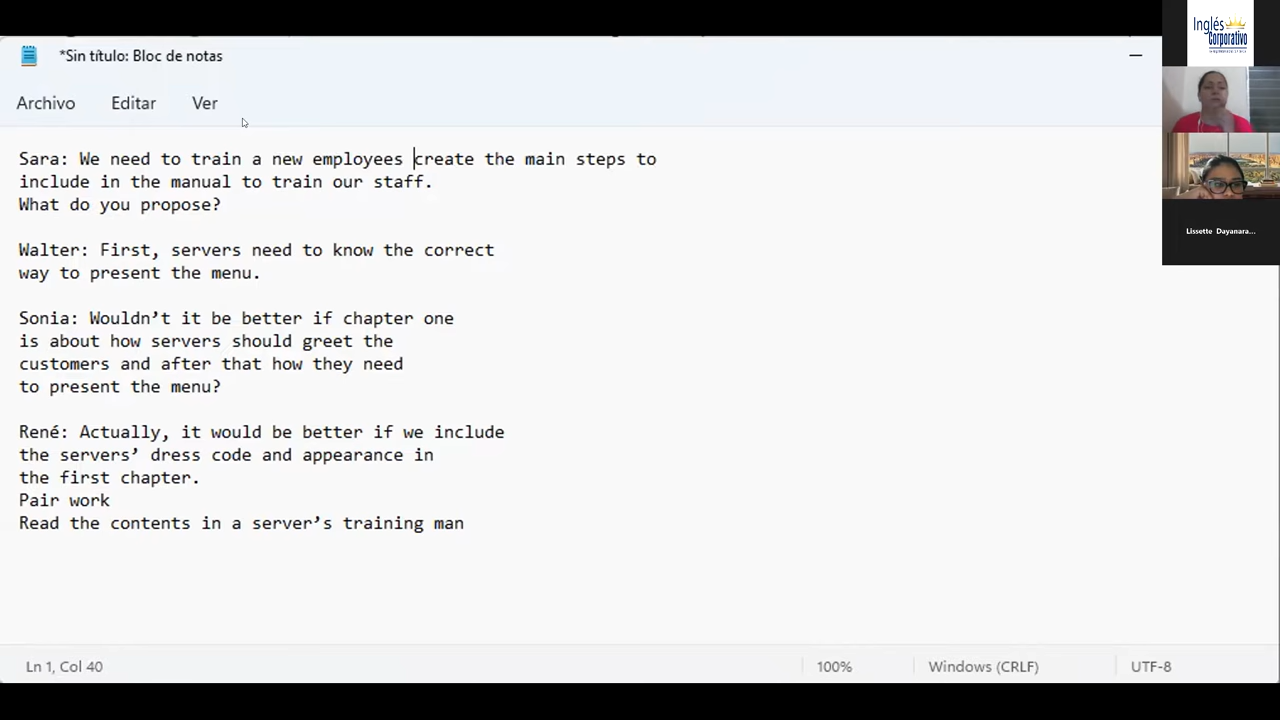 *Sin título: Bloc de notas
Archivo Editar Ver
Sara: We need to train a new employees create the main steps to
include in the manual to train our staff.
What do you propose?
Walter: First, servers need to know the correct
way to present the menu.
Sonia: Wouldn’t it be better if chapter one
is about how servers should greet the
customers and after that how they need
to present the menu?
René: Actually, it would be better if we include
the servers’ dress code and appearance in
the first chapter.
Pair work
Read the contents in a server’s training man
Ln 1, Col 40
100%
Windows (CRLF)
UTF-8
Inglés
Corporativo
Lissette Dayanara...